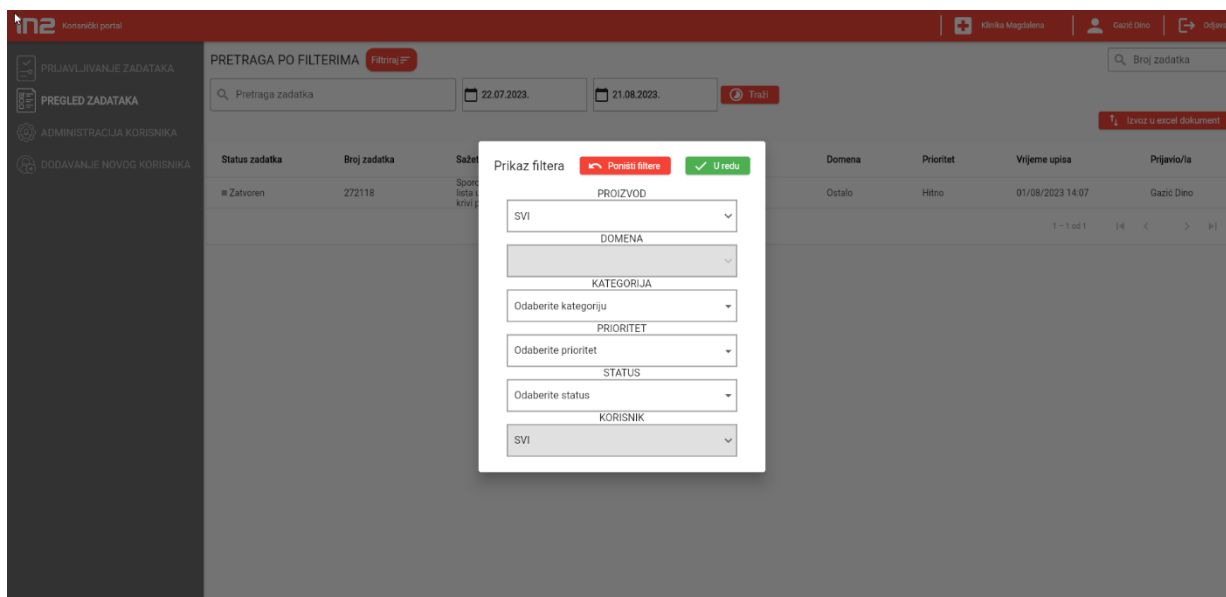 in2 Korisnički portal
Klinika Magdalena
Gazić Dino
Odjava
PRIJAVLJIVANJE ZADATAKA
PREGLED ZADATAKA
ADMINISTRACIJA KORISNIKA
DODAVANJE NOVOG KORISNIKA
PRETRAGA PO FILTERIMA Filtriraj
Broj zadatka
Pretraga zadatka
22.07.2023.
21.08.2023.
Traži
Izvoz u excel dokument
Status zadatka Broj zadatka Sažet Domena Prioritet Vrijeme upisa Prijavio/la
Zatvoren 272118 Ostalo Hitno 01/08/2023 14:07 Gazić Dino
lista
krivi
1 – 1 od 1
Prikaz filtera Poništi filtere U redu
PROIZVOD
SVI
DOMENA
KATEGORIJA
Odaberite kategoriju
PRIORITET
Odaberite prioritet
STATUS
Odaberite status
KORISNIK
SVI